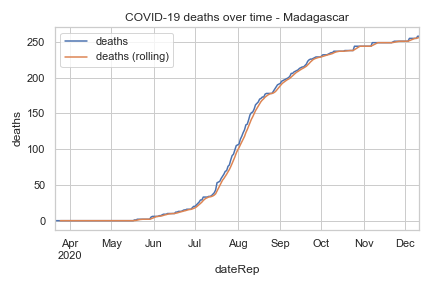 COVID-19 deaths over time - Madagascar
deaths
deaths (rolling)
250
200
150
100
50
0
deaths
Apr May Jun Jul Aug Sep Oct Nov Dec
2020
dateRep